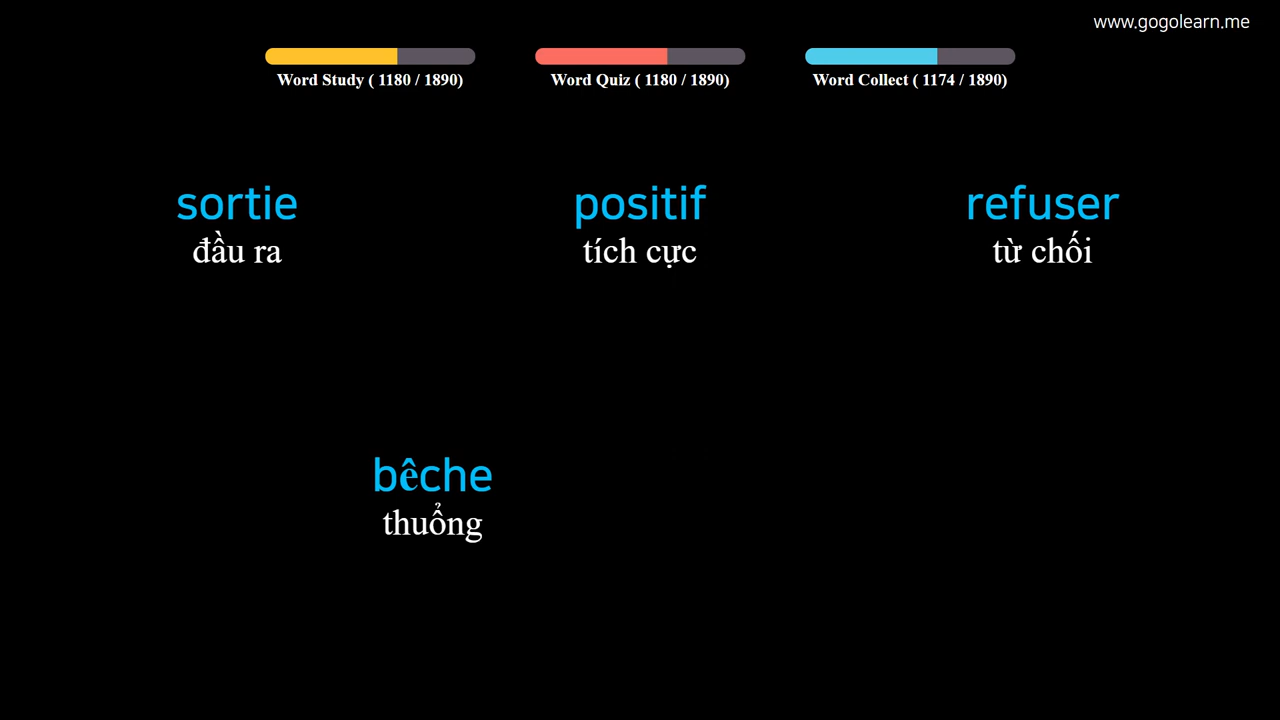 www.gogolearn.me
Word Study ( 1180 / 1890)
Word Quiz ( 1180 / 1890)
Word Collect ( 1174 / 1890)
sortie
đầu ra
positif
tích cực
refuser
từ chối
bêche
thuổng